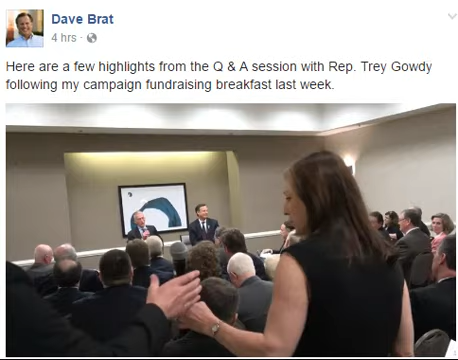 Dave Brat
4 hrs ·
Here are a few highlights from the Q & A session with Rep. Trey Gowdy
following my campaign fundraising breakfast last week.